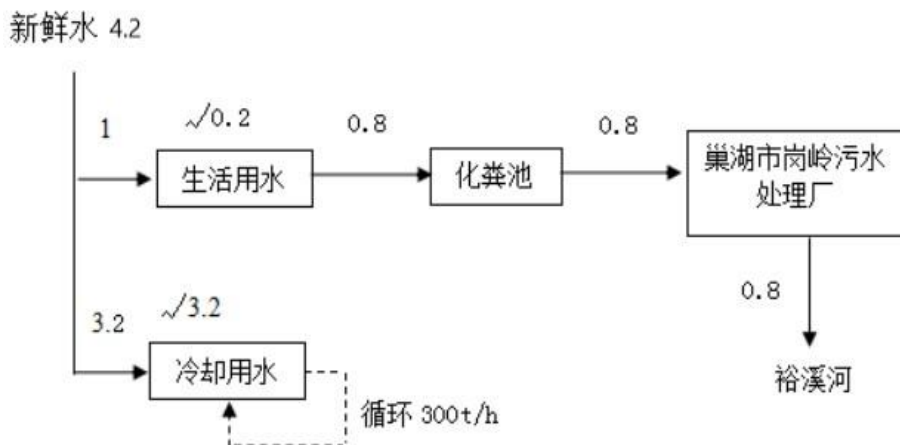 新鲜水 4.2
1
√0.2
0.8
0.8
生活用水
化粪池
巢湖市岗岭污水
处理厂
0.8
3.2
√3.2
冷却用水
裕溪河
循环 300t/h